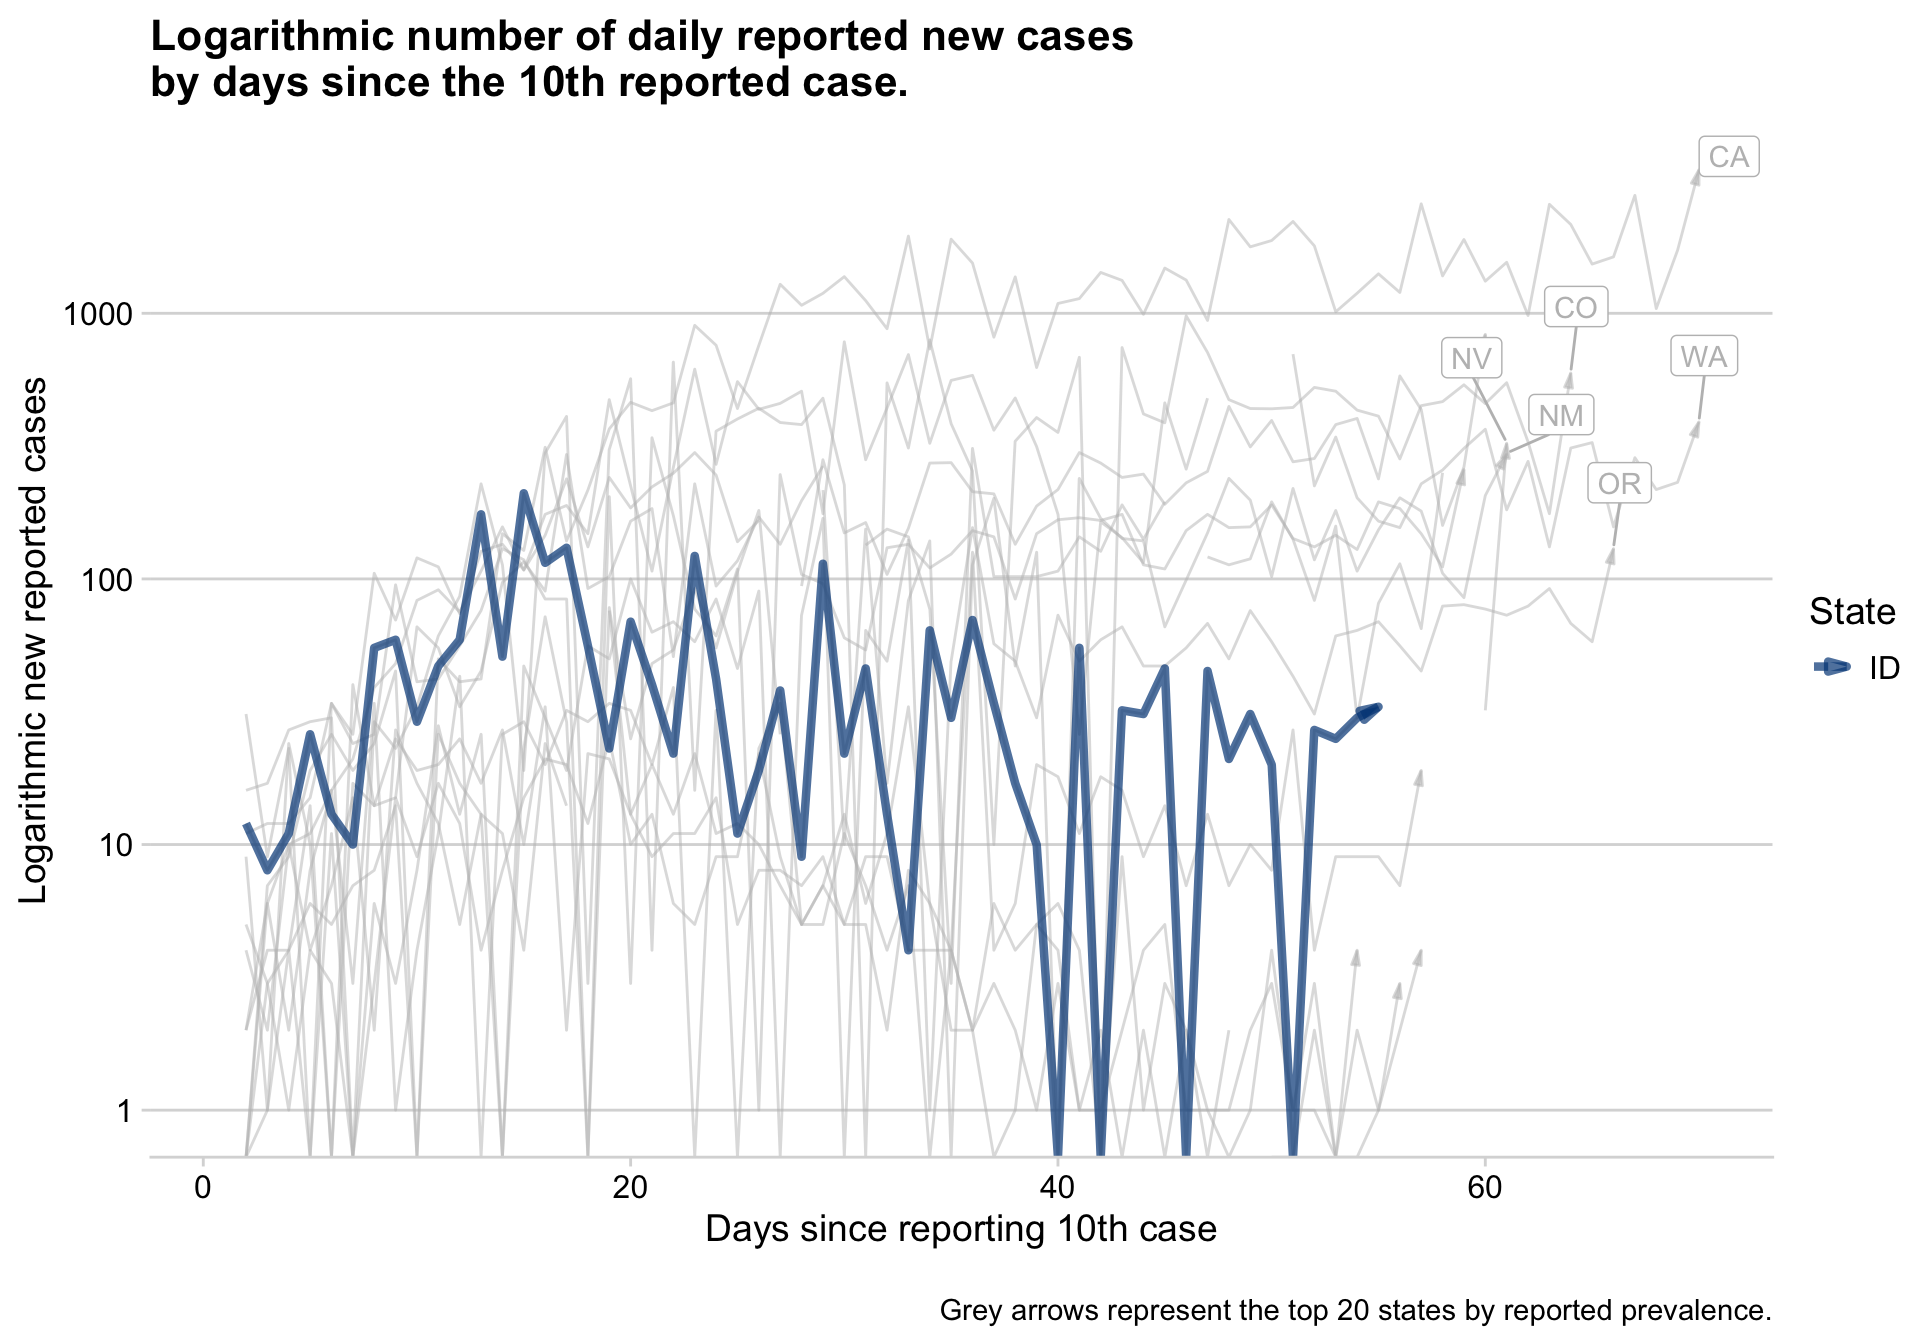 Logarithmic number of daily reported new cases
by days since the 10th reported case.
CA
CO
NV
WA
NM
OR
1000
100
10
1
Logarithmic new reported cases
0
20
40
60
Days since reporting 10th case
State
ID
Grey arrows represent the top 20 states by reported prevalence.